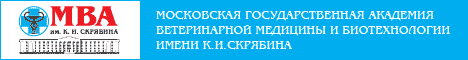 МВА
ИМ. К. И. СКРЯБИНА
МОСКОВСКАЯ ГОСУДАРСТВЕННАЯ АКАДЕМИЯ
ВЕТЕРИНАРНОЙ МЕДИЦИНЫ И БИОТЕХНОЛОГИИ
ИМЕНИ К.И.СКРЯБИНА